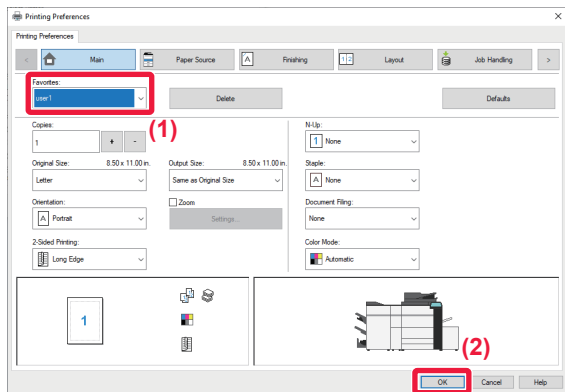 Printing Preferences
Printing Preferences
Main Paper Source Finishing Layout Job Handling
Favorites:
user1 Delete Defaults
(1)
Copies: N-Up:
1 + - 1 None
Original Size: 8.50 x 11.00 in. Output Size: 8.50 x 11.00 in. Staple:
Letter Same as Original Size A None
Orientation: Zoom Document Filing:
A Portrait Settings... None
2-Sided Printing: Color Mode:
Long Edge Automatic
1
(2)
OK Cancel Help